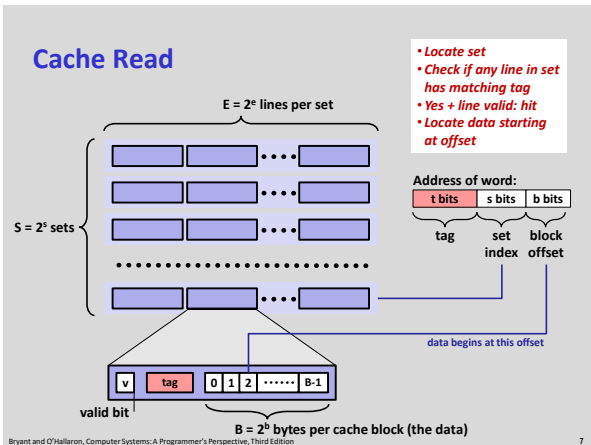 Cache Read
• Locate set
• Check if any line in set
has matching tag
• Yes + line valid: hit
• Locate data starting
at offset
E = 2ᵉ lines per set
S = 2ˢ sets
Address of word:
t bits s bits b bits
tag set block
index offset
data begins at this offset
v tag 0 1 2 •••••• B-1
valid bit
B = 2ᵇ bytes per cache block (the data)
Bryant and O'Hallaron, Computer Systems: A Programmer's Perspective, Third Edition 7